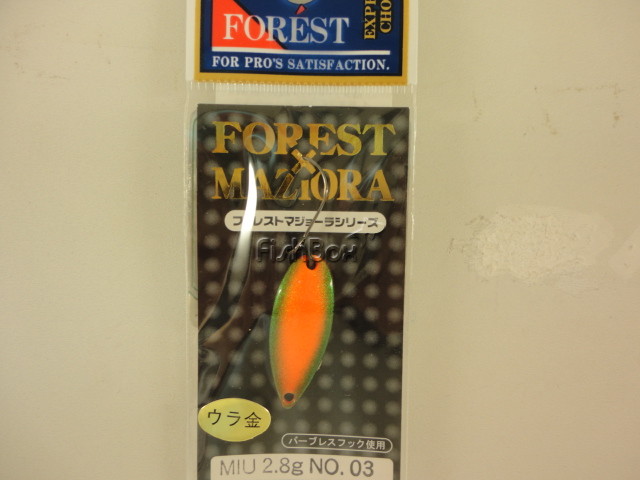 FOREST
EXPE
CHO
FOR PRO'S SATISFACTION.
FOREST
×
MAZIORA
フォレストマジョーラシリーズ
FishBox
ウラ金
バーブレスフック使用
MIU 2.8g NO. 03